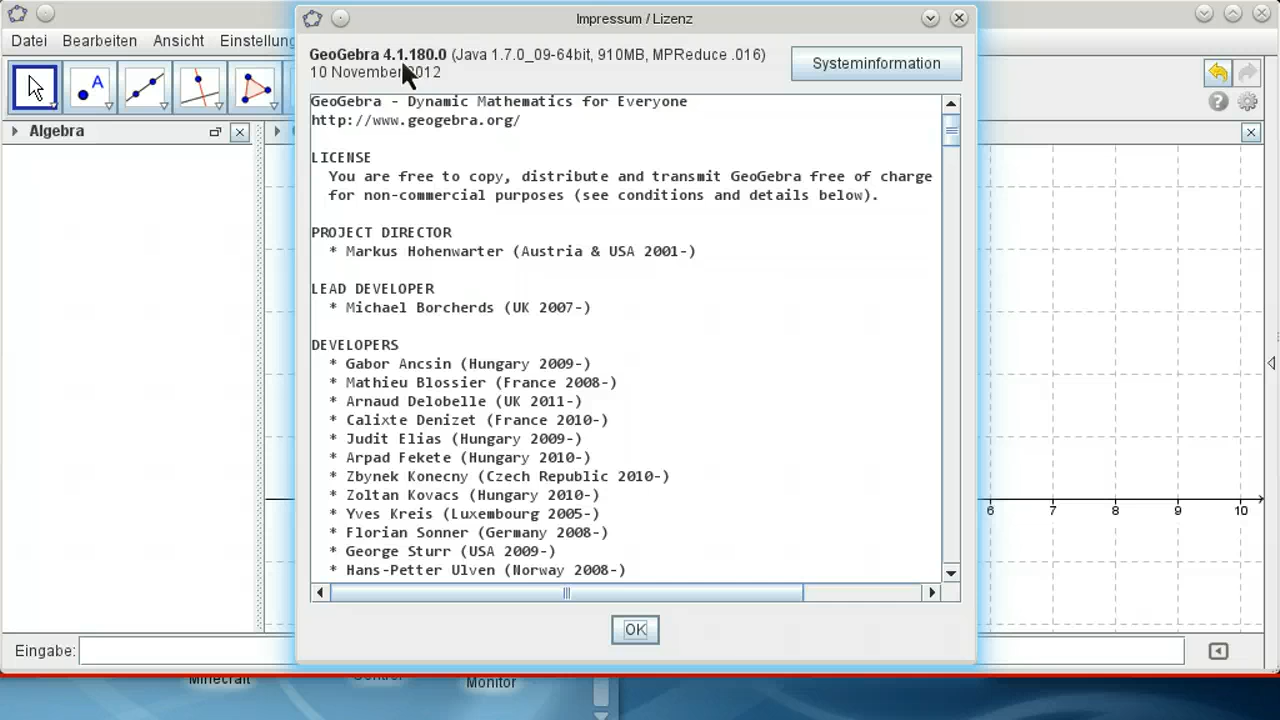 Impressum / Lizenz
Datei Bearbeiten Ansicht Einstellun
GeoGebra 4.1.180.0 (Java 1.7.0_09-64bit, 910MB, MPReduce .016)
10 November 2012
Systeminformation
A
Algebra
GeoGebra - Dynamic Mathematics for Everyone
http://www.geogebra.org/
LICENSE
You are free to copy, distribute and transmit GeoGebra free of charge
for non-commercial purposes (see conditions and details below).
PROJECT DIRECTOR
* Markus Hohenwarter (Austria & USA 2001-)
LEAD DEVELOPER
* Michael Borcherds (UK 2007-)
DEVELOPERS
* Gabor Ancsin (Hungary 2009-)
* Mathieu Blossier (France 2008-)
* Arnaud Delobelle (UK 2011-)
* Calixte Denizet (France 2010-)
* Judit Elias (Hungary 2009-)
* Arpad Fekete (Hungary 2010-)
* Zbynek Konecny (Czech Republic 2010-)
* Zoltan Kovacs (Hungary 2010-)
* Yves Kreis (Luxembourg 2005-)
* Florian Sonner (Germany 2008-)
* George Sturr (USA 2009-)
* Hans-Petter Ulven (Norway 2008-)
6 7 8 9 10
OK
Eingabe:
Minecraft
Monitor